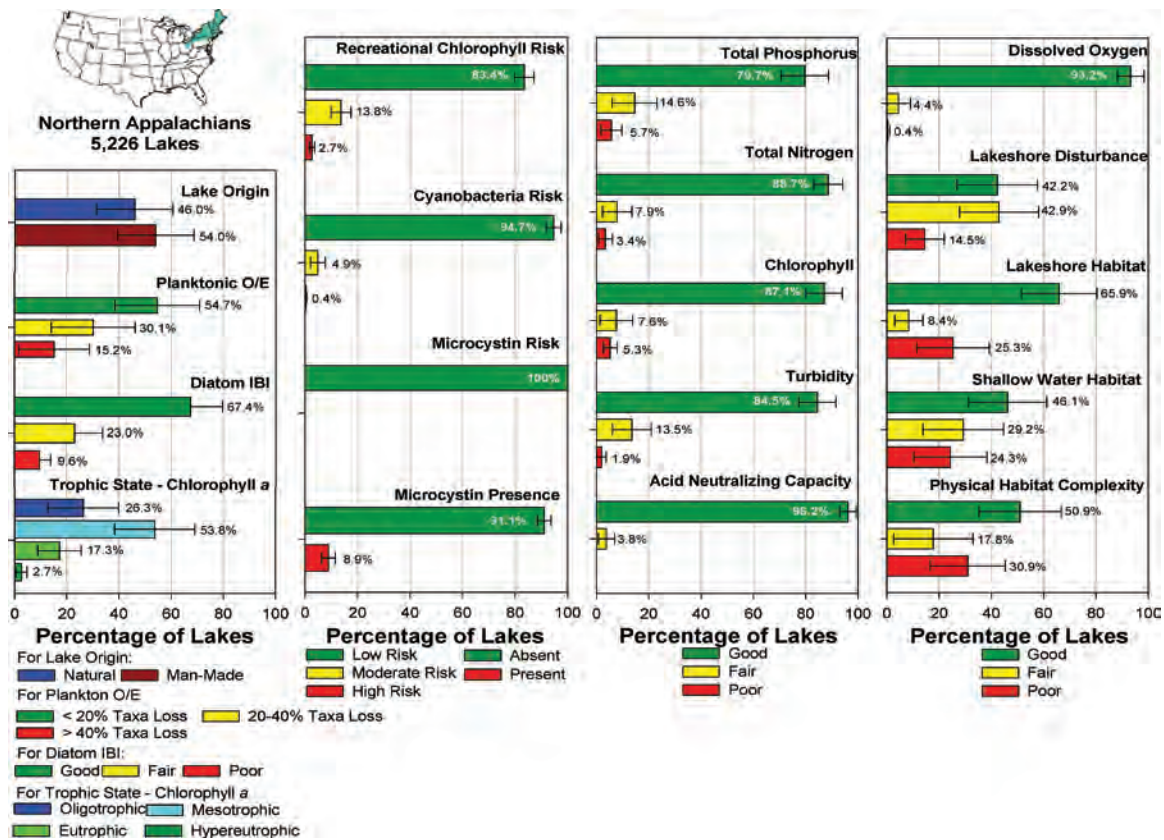 Northern Appalachians
5,226 Lakes
Lake Origin
46.0%
54.0%
Planktonic O/E
54.7%
30.1%
15.2%
Diatom IBI
67.4%
23.0%
9.6%
Trophic State - Chlorophyll a
26.3%
53.8%
17.3%
2.7%
0 20 40 60 80 100
Percentage of Lakes
For Lake Origin:
Natural Man-Made
For Plankton O/E
< 20% Taxa Loss 20-40% Taxa Loss
> 40% Taxa Loss
For Diatom IBI:
Good Fair Poor
For Trophic State - Chlorophyll a
Oligotrophic Mesotrophic
Eutrophic Hypereutrophic
Recreational Chlorophyll Risk
83.4%
13.8%
2.7%
Cyanobacteria Risk
94.7%
4.9%
0.4%
Microcystin Risk
100%
Microcystin Presence
91.1%
8.9%
0 20 40 60 80 100
Percentage of Lakes
Low Risk Absent
Moderate Risk Present
High Risk
Total Phosphorus
79.7%
14.6%
5.7%
Total Nitrogen
88.7%
7.9%
3.4%
Chlorophyll
87.1%
7.6%
5.3%
Turbidity
84.5%
13.5%
1.9%
Acid Neutralizing Capacity
96.2%
3.8%
0 20 40 60 80 100
Percentage of Lakes
Good
Fair
Poor
Dissolved Oxygen
93.2%
4.4%
0.4%
Lakeshore Disturbance
42.2%
42.9%
14.5%
Lakeshore Habitat
65.9%
8.4%
25.3%
Shallow Water Habitat
46.1%
29.2%
24.3%
Physical Habitat Complexity
50.9%
17.8%
30.9%
0 20 40 60 80 100
Percentage of Lakes
Good
Fair
Poor